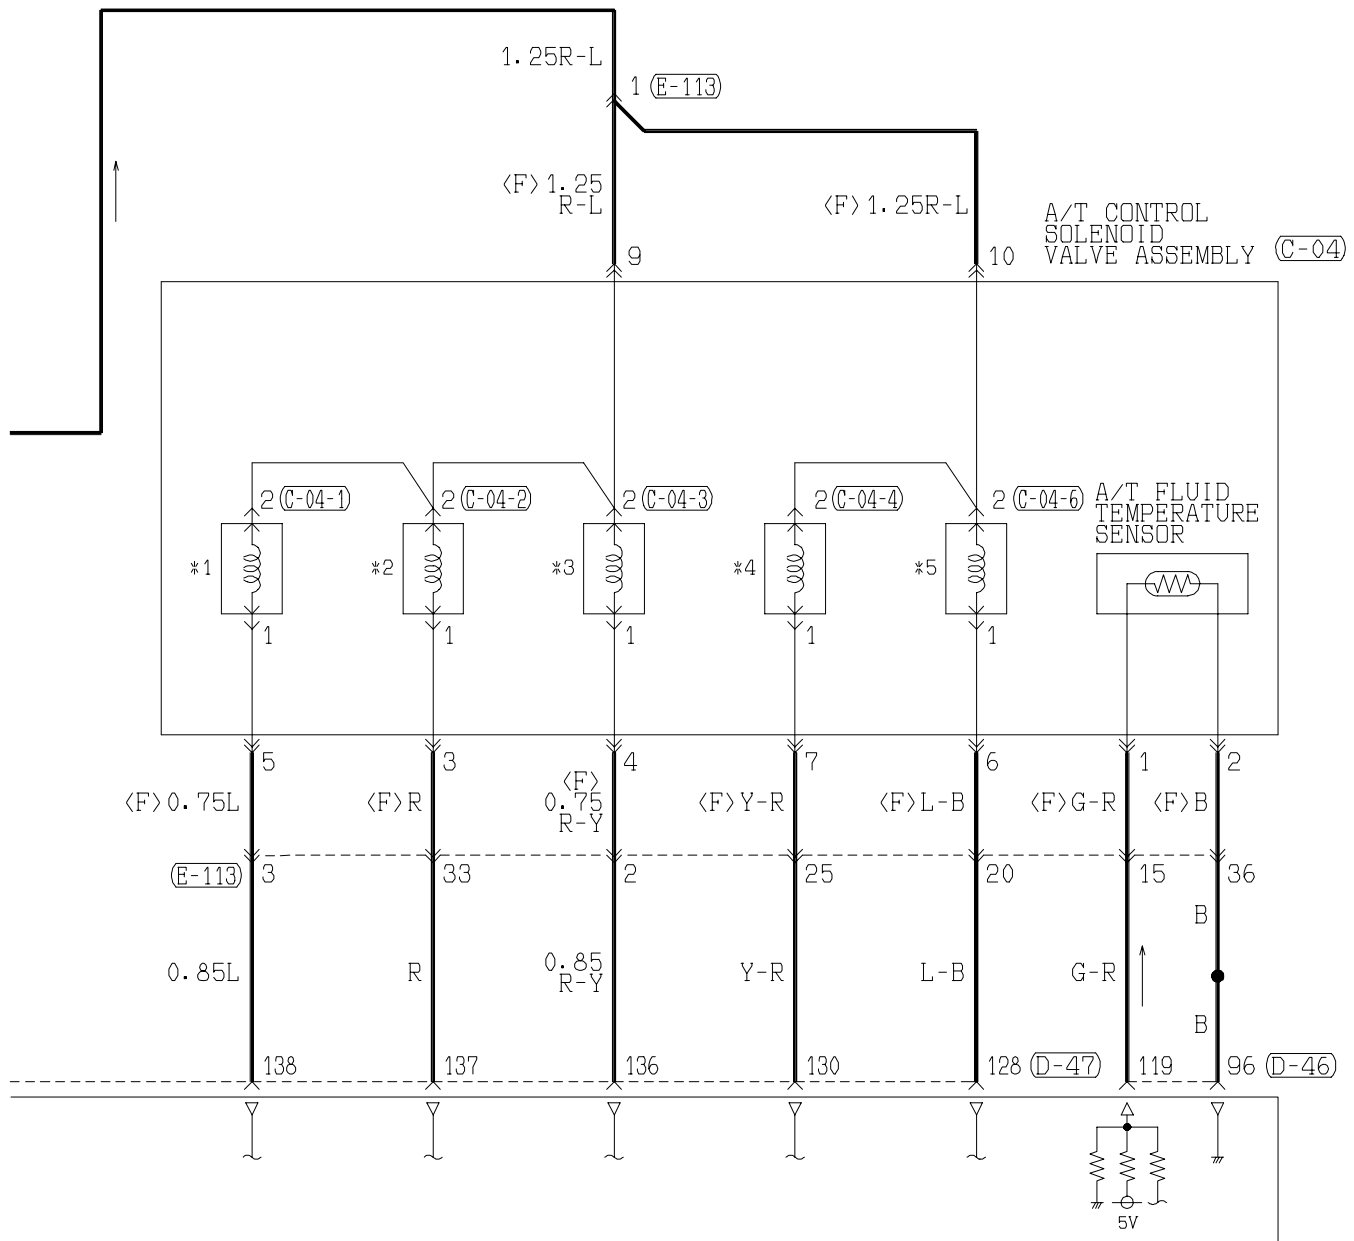 1.25R-L
1 (E-113)
<F>1.25
R-L
<F>1.25R-L
A/T CONTROL
SOLENOID
VALVE ASSEMBLY (C-04)
9
10
2 (C-04-1)
2 (C-04-2)
2 (C-04-3)
2 (C-04-4)
2 (C-04-6)
A/T FLUID
TEMPERATURE
SENSOR
*1
*2
*3
*4
*5
1
1
1
1
1
5
3
4
7
6
1
2
<F>0.75L
<F>R
<F>
0.75
R-Y
<F>Y-R
<F>L-B
<F>G-R
<F>B
(E-113)
3
33
2
25
20
15
36
B
0.85L
R
0.85
R-Y
Y-R
L-B
G-R
B
138
137
136
130
128 (D-47)
119
96 (D-46)
5V